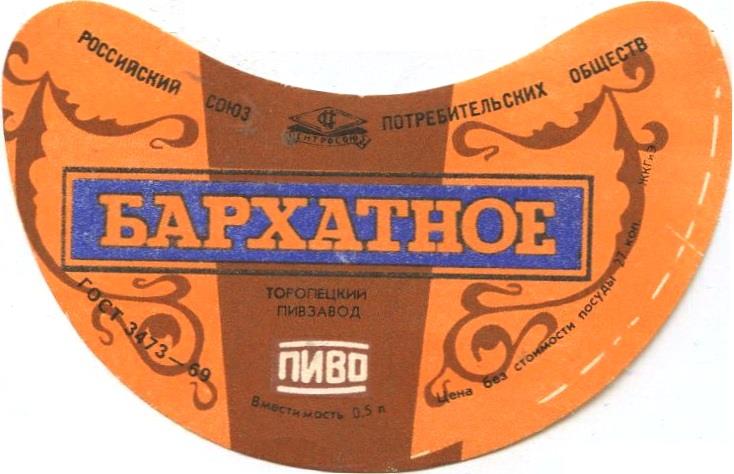 РОССИЙСКИЙ СОЮЗ ПОТРЕБИТЕЛЬСКИХ ОБЩЕСТВ
ЦЕНТРОСОЮЗ
БАРХАТНОЕ
ТОРОПЕЦКИЙ
ПИВЗАВОД
ПИВО
Вместимость 0,5 л
ГОСТ 3473—69
Цена без стоимости посуды 27 коп